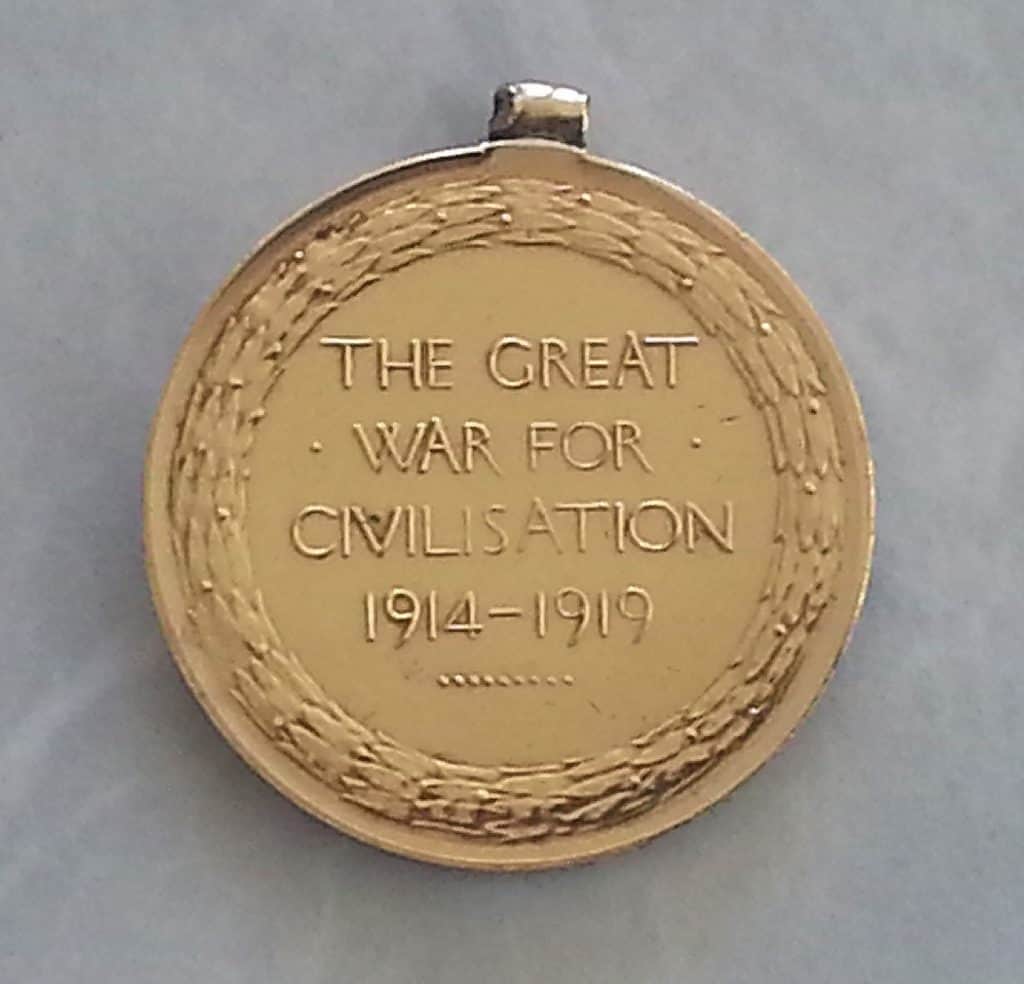 THE GREAT
· WAR FOR ·
CIVILISATION
1914-1919